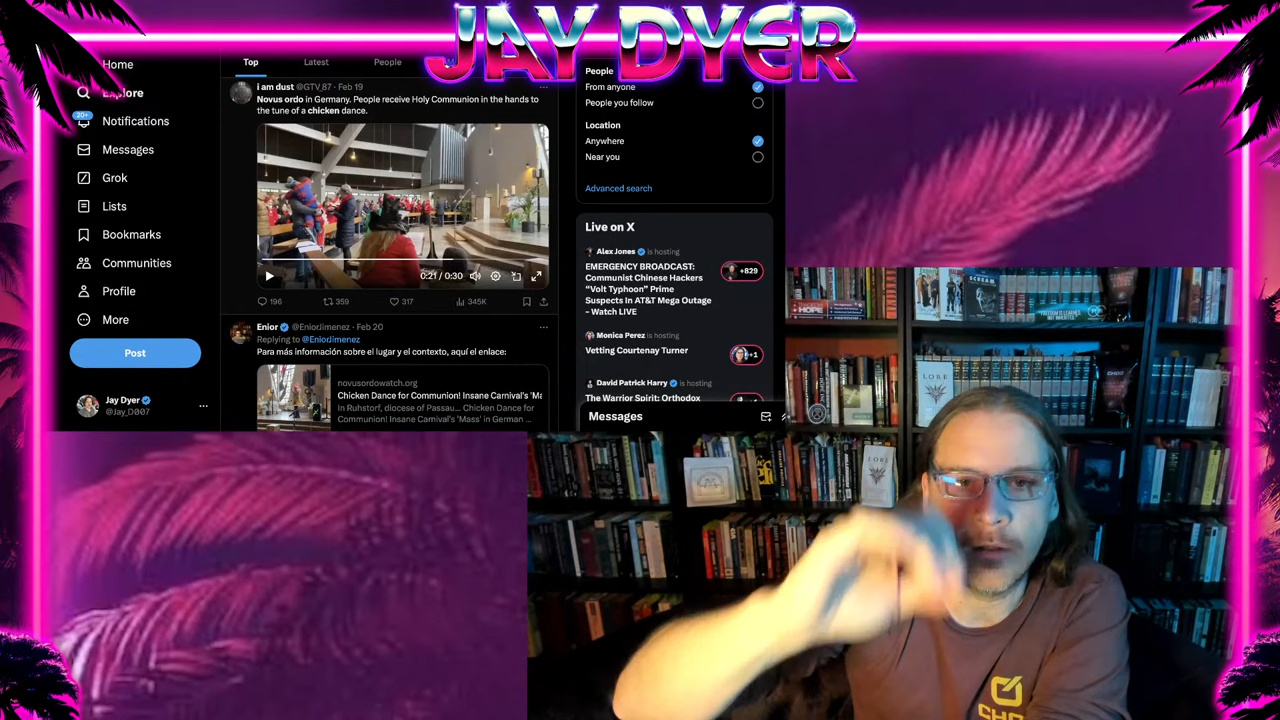 JAY DYER
Home
Explore
20+
Notifications
Messages
Grok
Lists
Bookmarks
Communities
Profile
More
Post
Jay Dyer
@Jay_D007
Top
Latest
People
i am dust @GTV_87 · Feb 19
Novus ordo in Germany. People receive Holy Communion in the hands to
the tune of a chicken dance.
0:21 / 0:30
196
359
317
345K
Enior @EniorJimenez · Feb 20
Replying to @EniorJimenez
Para más información sobre el lugar y el contexto, aquí el enlace:
novusordowatch.org
Chicken Dance for Communion! Insane Carnival's 'Ma
In Ruhstorf, diocese of Passau... Chicken Dance for
Communion! Insane Carnival's 'Mass' in German ...
People
From anyone
People you follow
Location
Anywhere
Near you
Advanced search
Live on X
Alex Jones is hosting
EMERGENCY BROADCAST:
Communist Chinese Hackers
"Volt Typhoon" Prime
Suspects In AT&T Mega Outage
- Watch LIVE
+829
Monica Perez is hosting
Vetting Courtenay Turner
+1
David Patrick Harry is hosting
The Warrior Spirit: Orthodox
Messages
HOPE
SCREAM
LORE
LORE